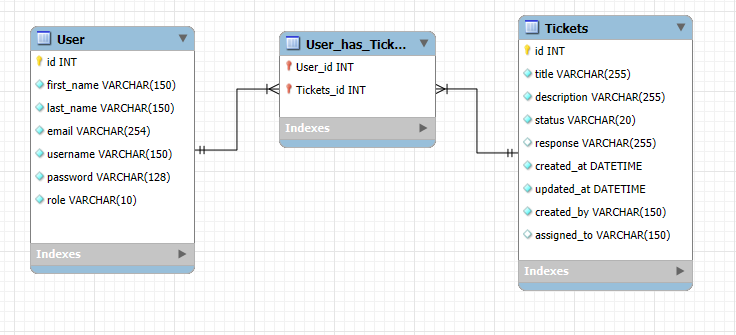 User
id INT
first_name VARCHAR(150)
last_name VARCHAR(150)
email VARCHAR(254)
username VARCHAR(150)
password VARCHAR(128)
role VARCHAR(10)
Indexes
User_has_Tick...
User_id INT
Tickets_id INT
Indexes
Tickets
id INT
title VARCHAR(255)
description VARCHAR(255)
status VARCHAR(20)
response VARCHAR(255)
created_at DATETIME
updated_at DATETIME
created_by VARCHAR(150)
assigned_to VARCHAR(150)
Indexes